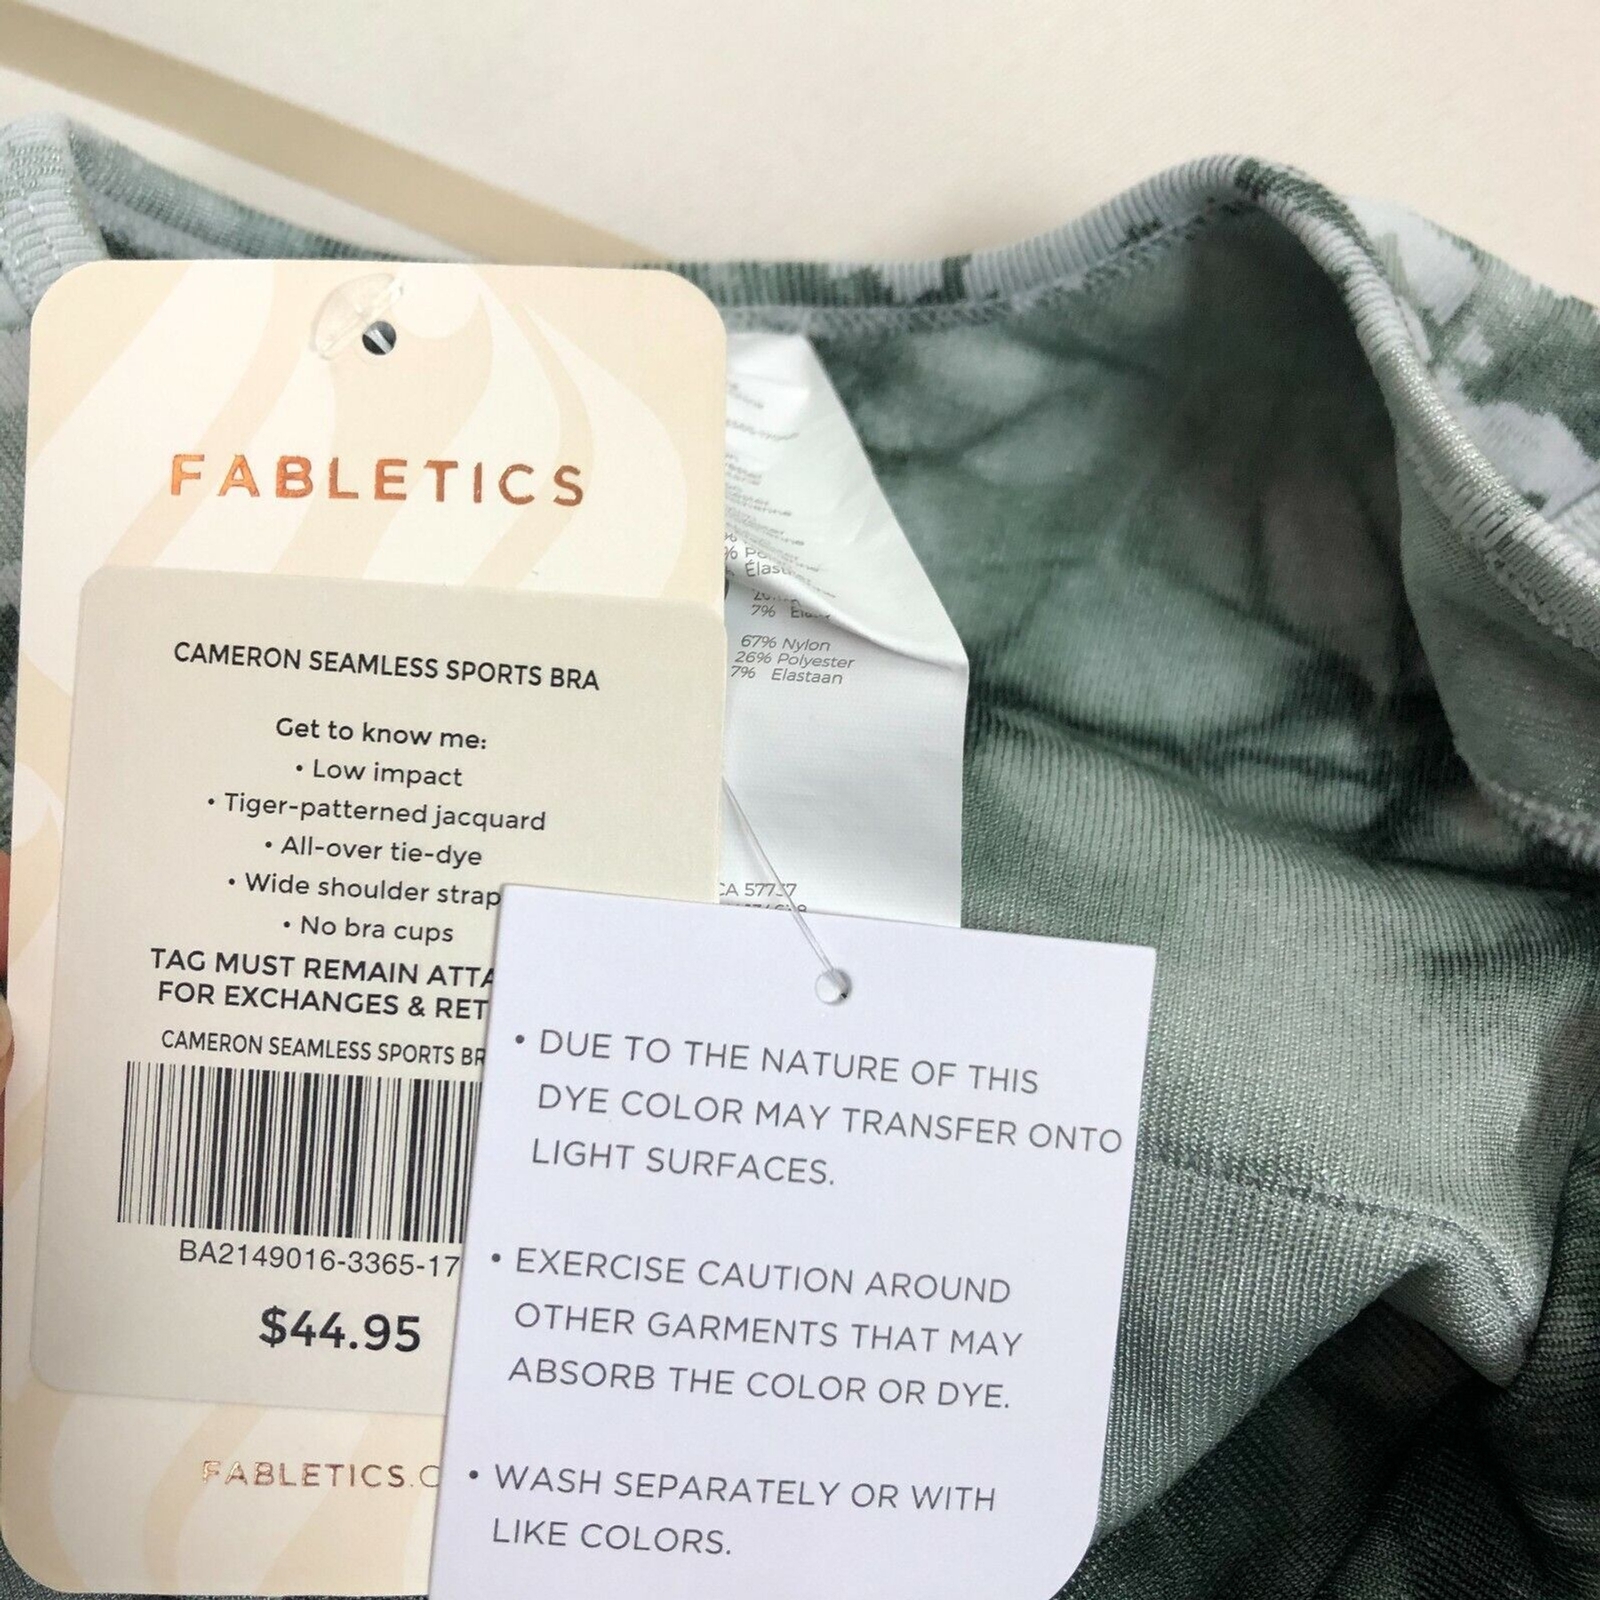 FABLETICS
CAMERON SEAMLESS SPORTS BRA
Get to know me:
• Low impact
• Tiger-patterned jacquard
• All-over tie-dye
• Wide shoulder strap
• No bra cups
TAG MUST REMAIN ATTA
FOR EXCHANGES & RET
CAMERON SEAMLESS SPORTS BR
BA2149016-3365-17
$44.95
FABLETICS.C
7%
67% Nylon
26% Polyester
7% Elastaan
• DUE TO THE NATURE OF THIS
DYE COLOR MAY TRANSFER ONTO
LIGHT SURFACES.
• EXERCISE CAUTION AROUND
OTHER GARMENTS THAT MAY
ABSORB THE COLOR OR DYE.
• WASH SEPARATELY OR WITH
LIKE COLORS.